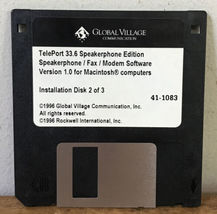 GLOBAL VILLAGE
COMMUNICATION
TelePort 33.6 Speakerphone Edition
Speakerphone / Fax / Modem Software
Version 1.0 for Macintosh® computers
Installation Disk 2 of 3
41-1083
©1996 Global Village Communication, Inc.
All rights reserved.
©1996 Rockwell International, Inc.